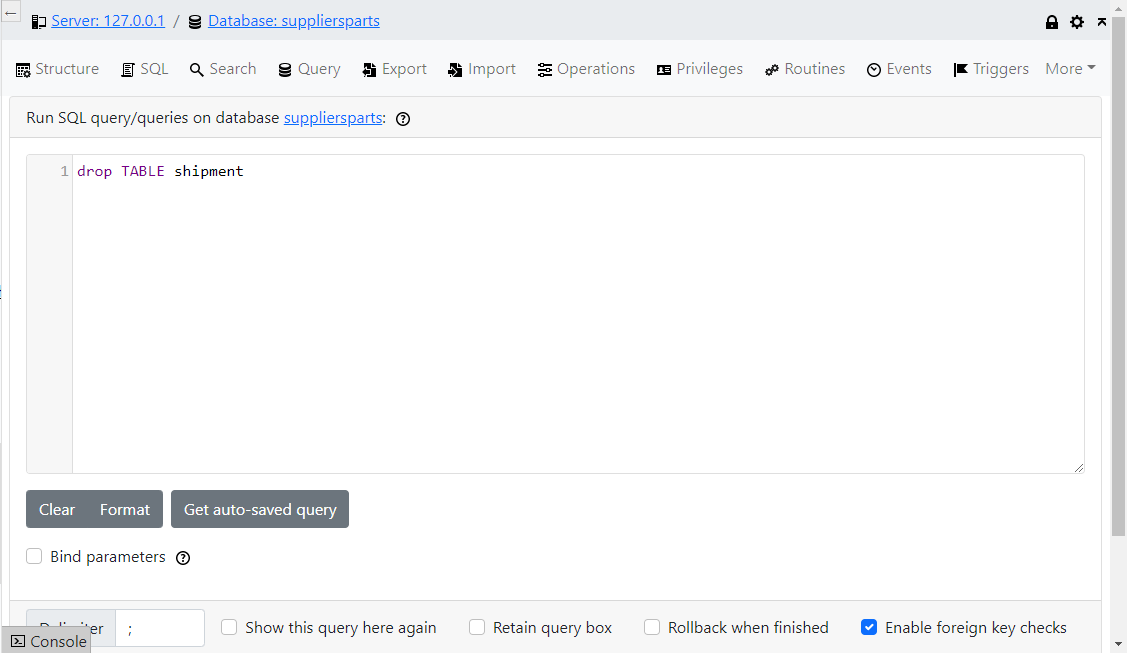 Server: 127.0.0.1 / Database: suppliersparts
Structure SQL Search Query Export Import Operations Privileges Routines Events Triggers More
Run SQL query/queries on database suppliersparts:
1 drop TABLE shipment
Clear Format Get auto-saved query
Bind parameters
; Show this query here again Retain query box Rollback when finished Enable foreign key checks
Console